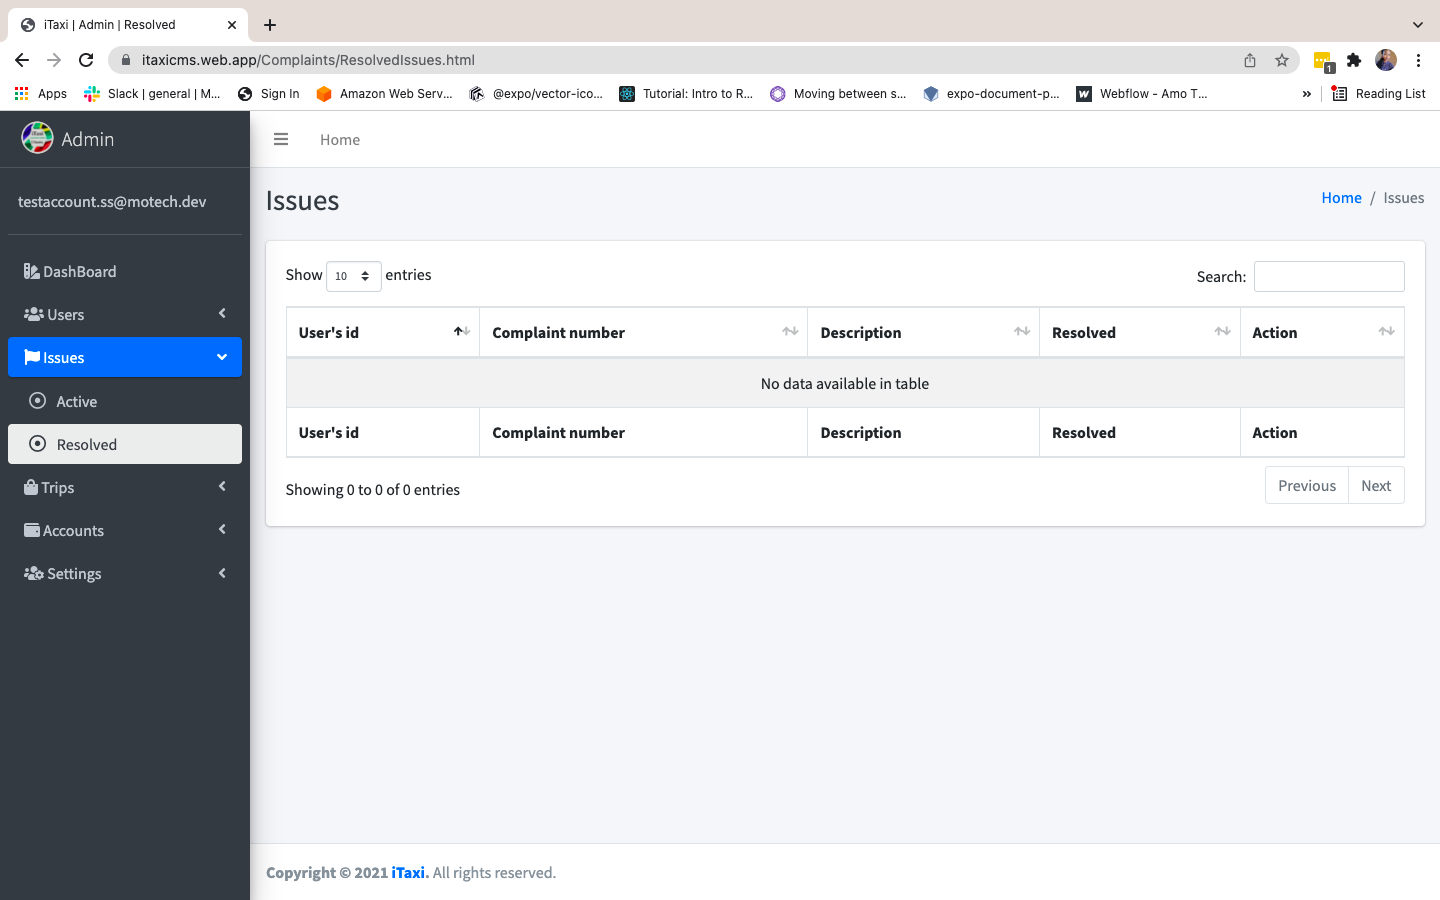 iTaxi | Admin | Resolved
itaxicms.web.app/Complaints/ResolvedIssues.html
1
Apps
Slack | general | M...
Sign In
Amazon Web Serv...
@expo/vector-ico...
Tutorial: Intro to R...
Moving between s...
expo-document-p...
Webflow - Amo T...
»
Reading List
Admin
Home
testaccount.ss@motech.dev
DashBoard
Users
Issues
Active
Resolved
Trips
Accounts
Settings
Issues
Home / Issues
Show 10 entries
Search:
User's id Complaint number Description Resolved Action
No data available in table
User's id Complaint number Description Resolved Action
Showing 0 to 0 of 0 entries
Previous Next
Copyright © 2021 iTaxi. All rights reserved.